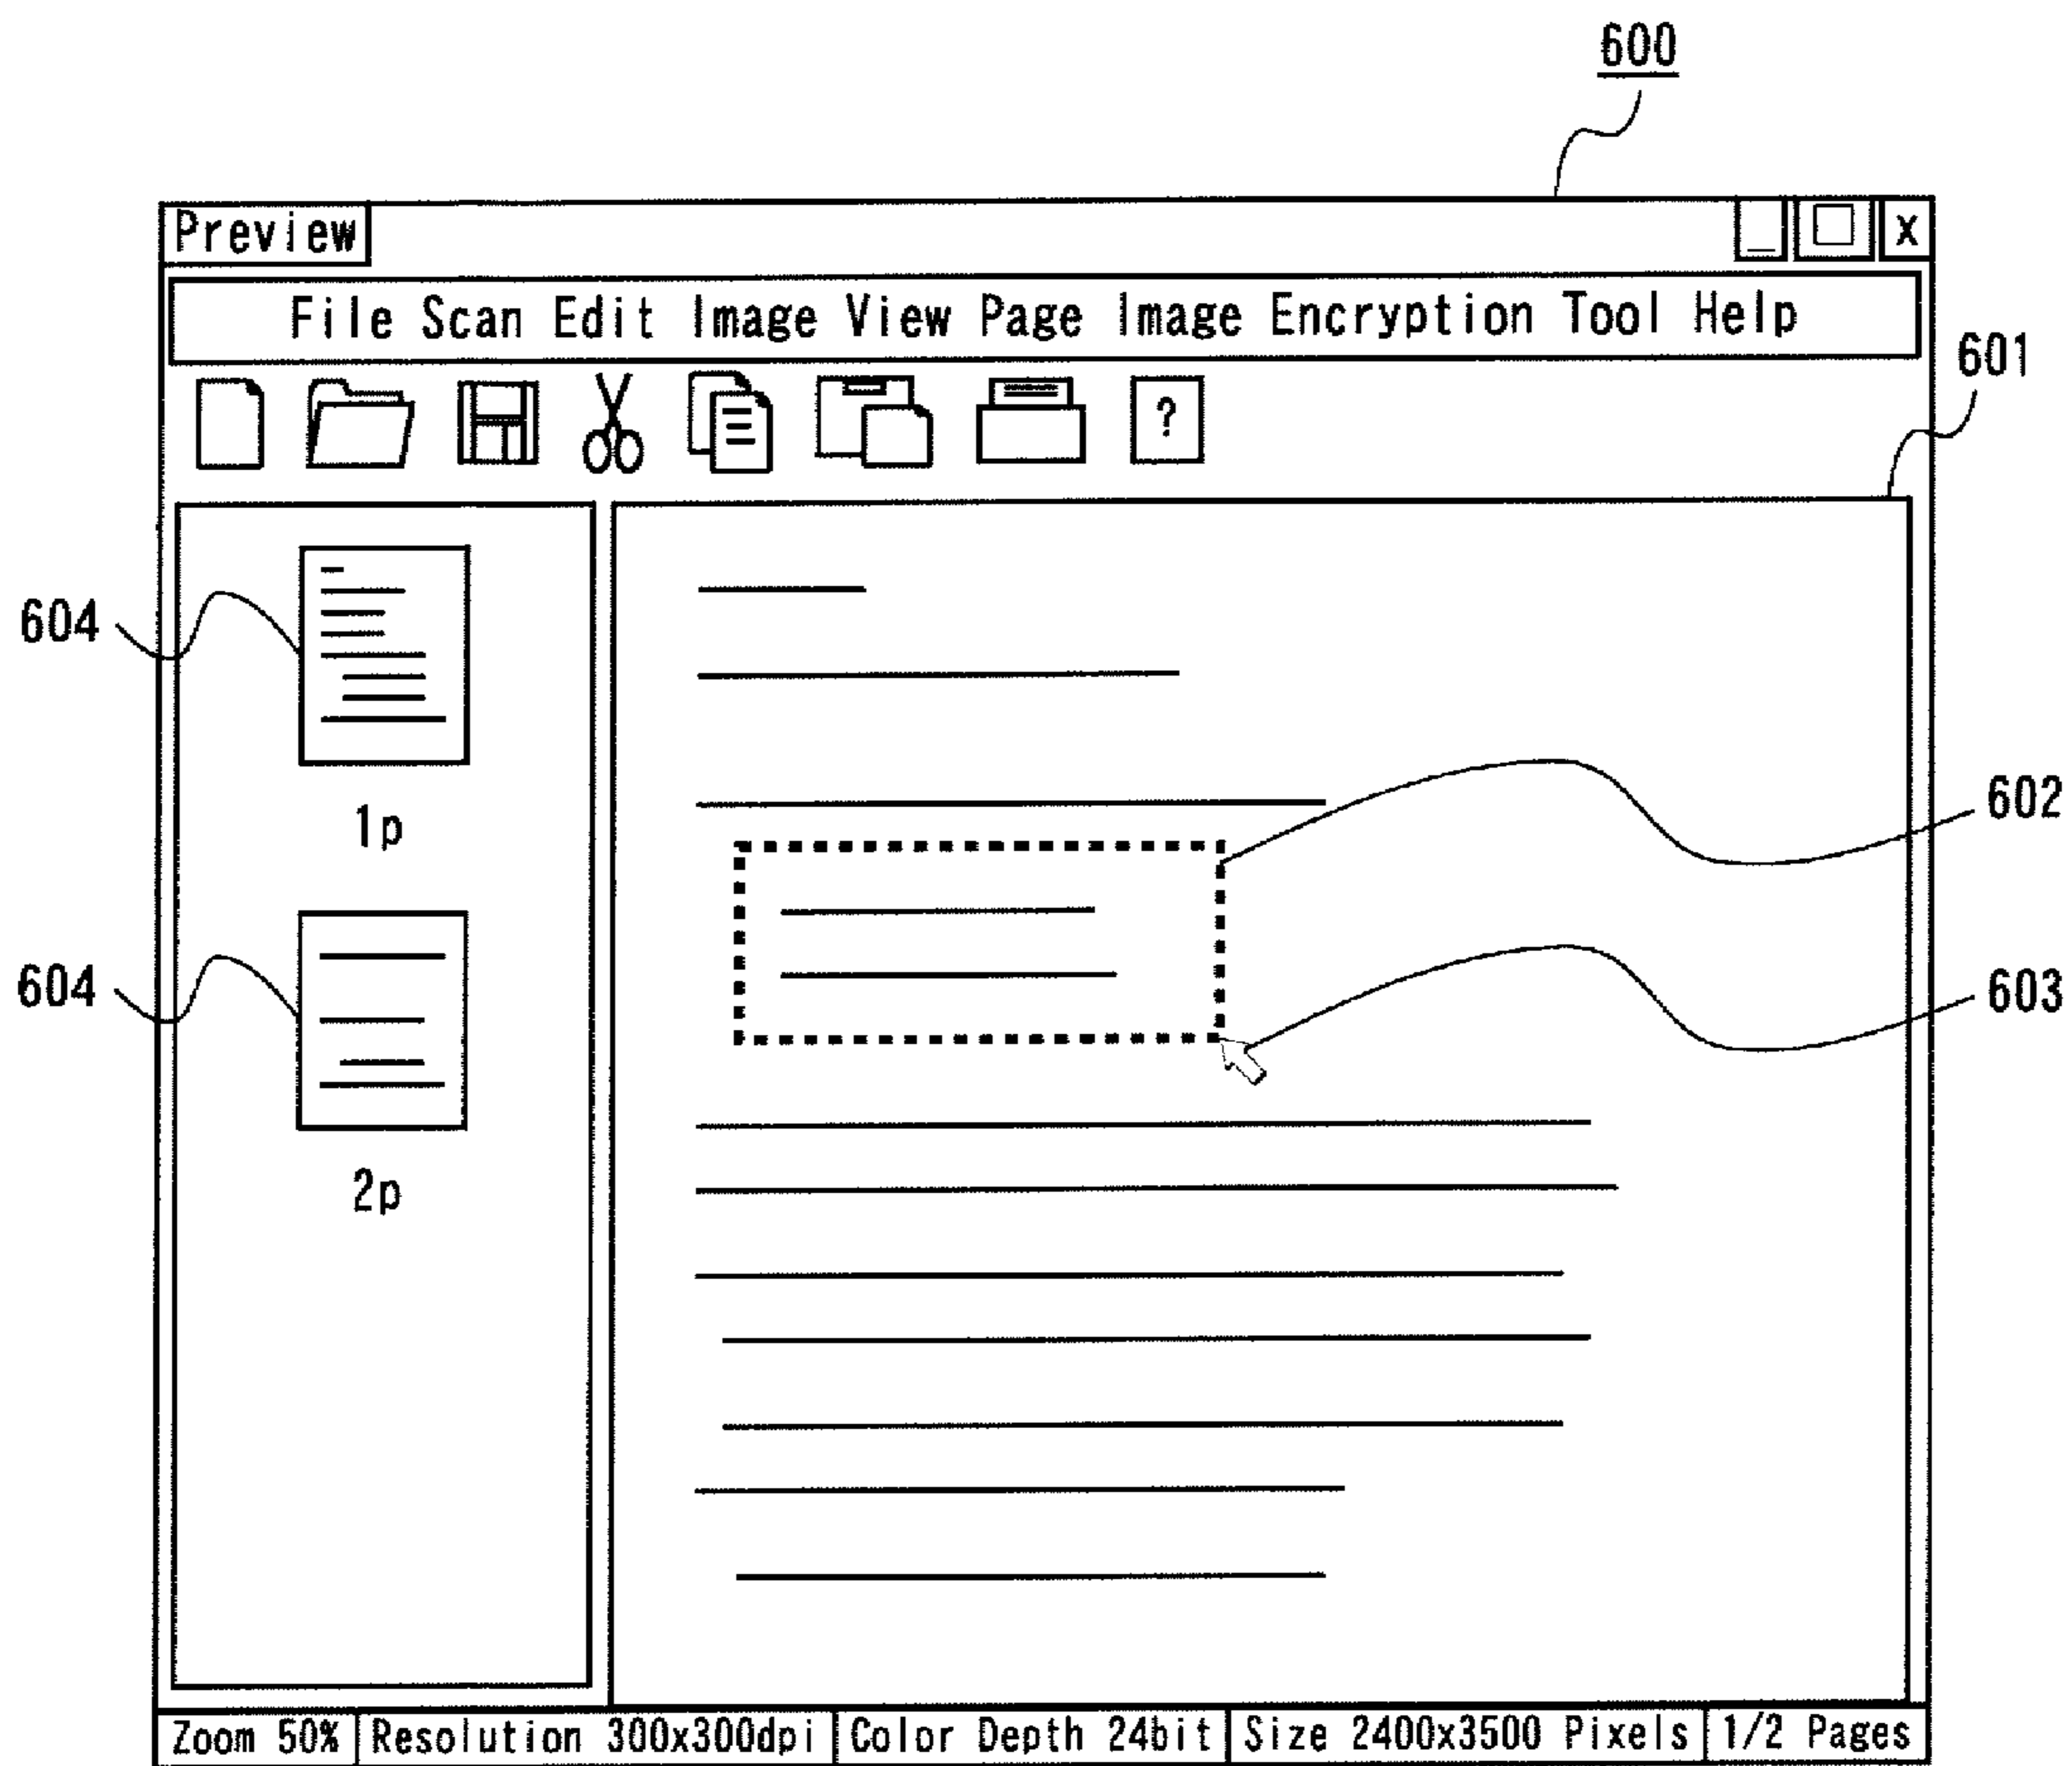 600
Preview _ □ x
File Scan Edit Image View Page Image Encryption Tool Help
601
?
604
1p
602
604
603
2p
Zoom 50% Resolution 300x300dpi Color Depth 24bit Size 2400x3500 Pixels 1/2 Pages